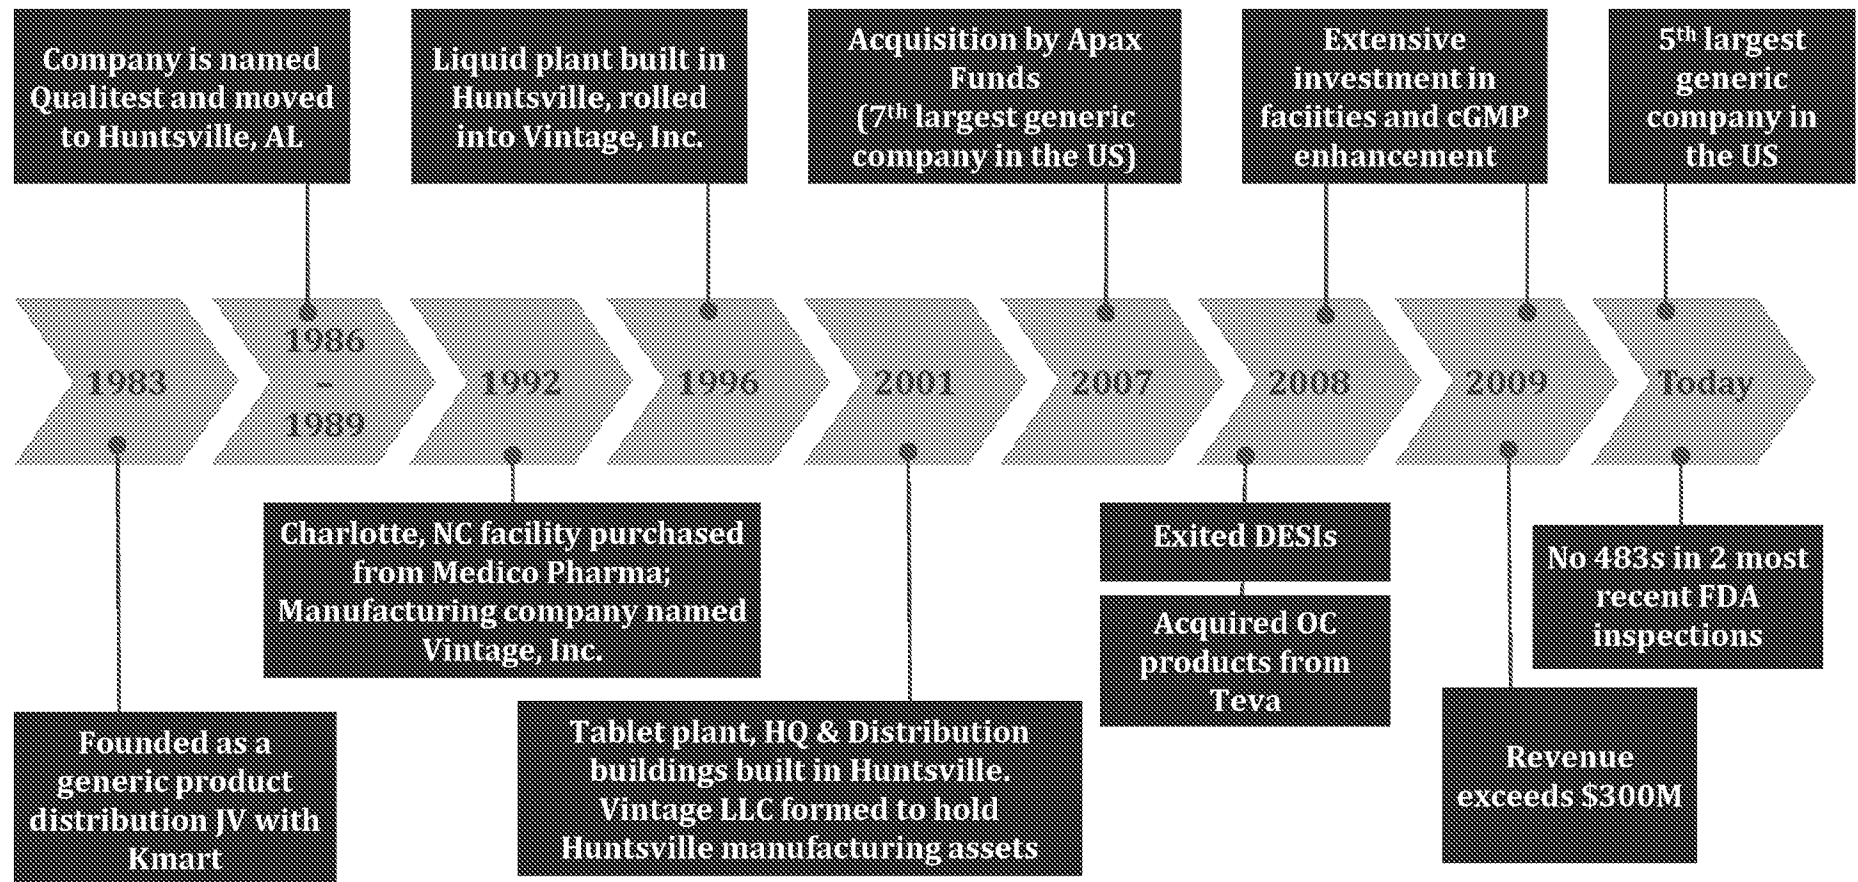 Company is named
Qualitest and moved
to Huntsville, AL
Liquid plant built in
Huntsville, rolled
into Vintage, Inc.
Acquisition by Apax
Funds
(7th largest generic
company in the US)
Extensive
investment in
faciities and cGMP
enhancement
5th largest
generic
company in
the US
1983
1986
–
1989
1992
1996
2001
2007
2008
2009
Today
Founded as a
generic product
distribution JV with
Kmart
Charlotte, NC facility purchased
from Medico Pharma;
Manufacturing company named
Vintage, Inc.
Tablet plant, HQ & Distribution
buildings built in Huntsville.
Vintage LLC formed to hold
Huntsville manufacturing assets
Exited DESIs
Acquired OC
products from
Teva
Revenue
exceeds $300M
No 483s in 2 most
recent FDA
inspections